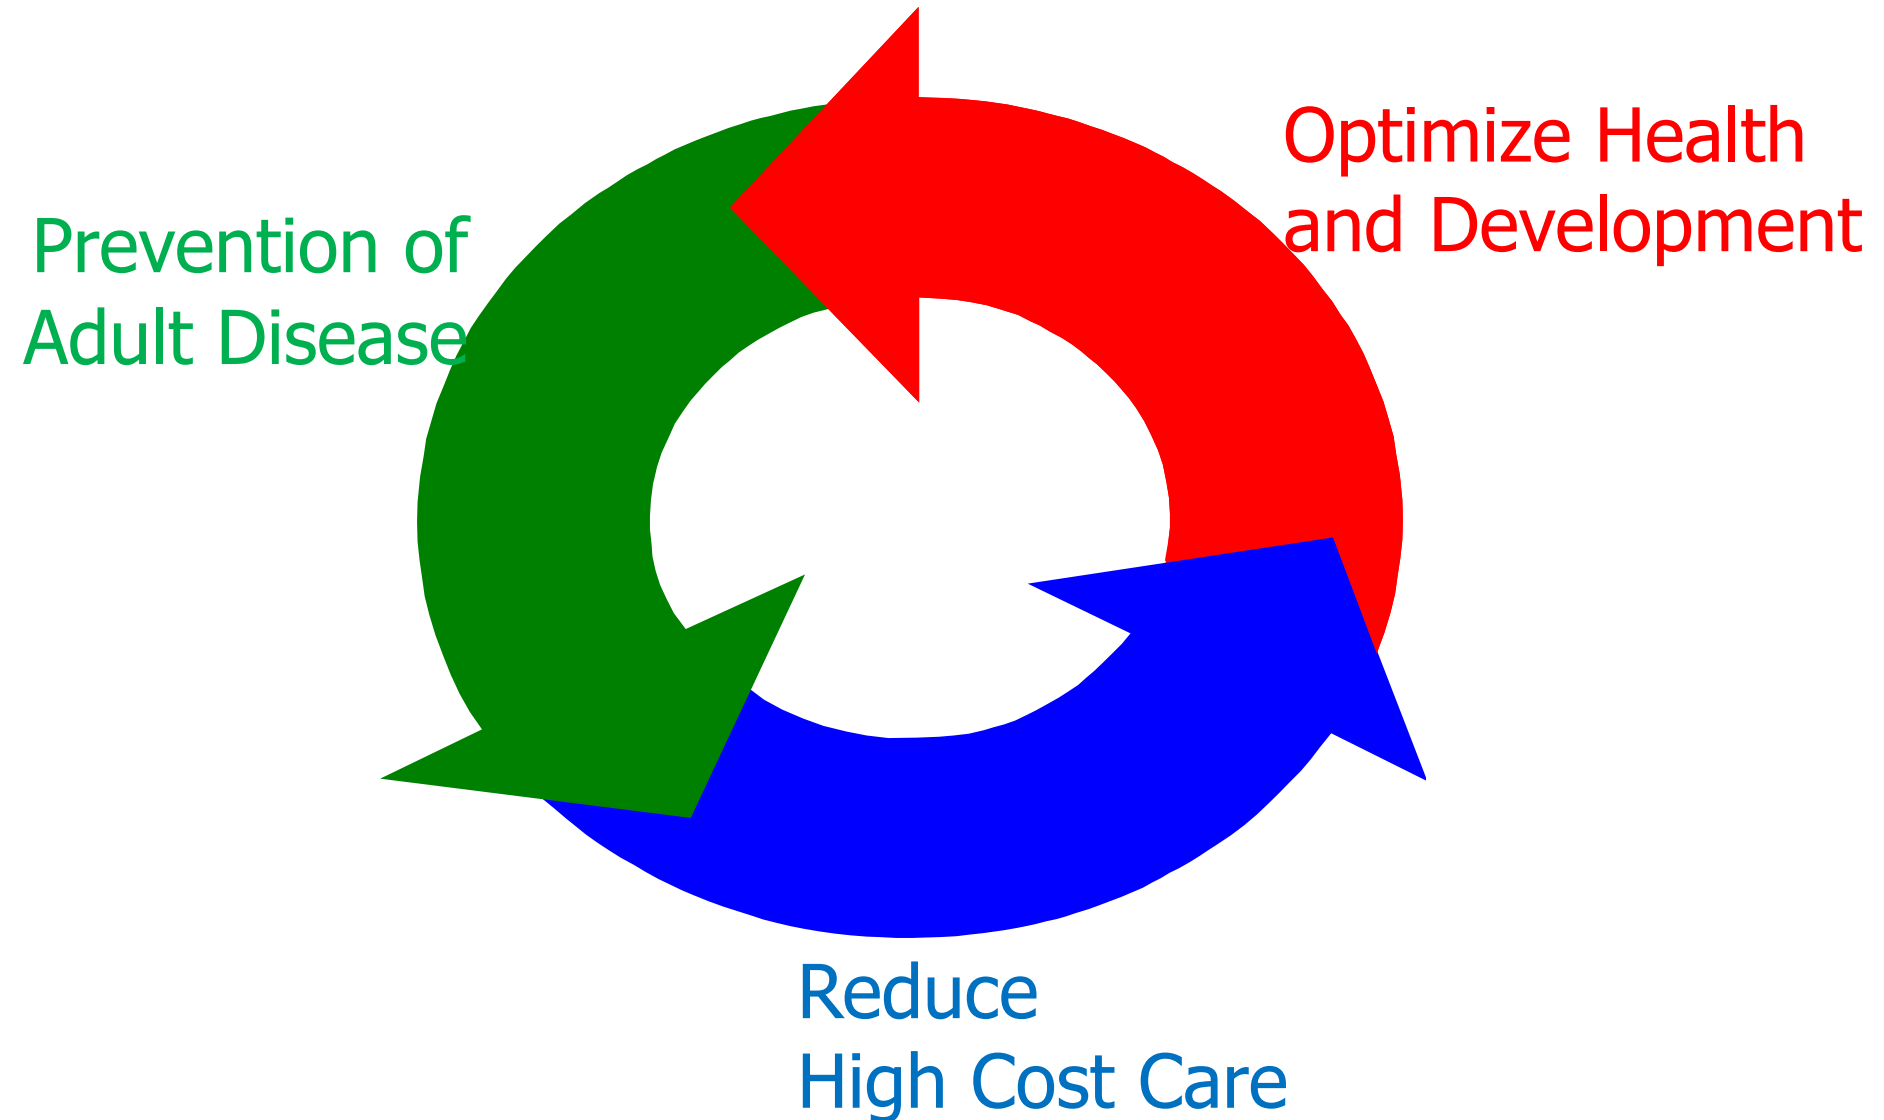 Optimize Health
and Development
Prevention of
Adult Disease
Reduce
High Cost Care